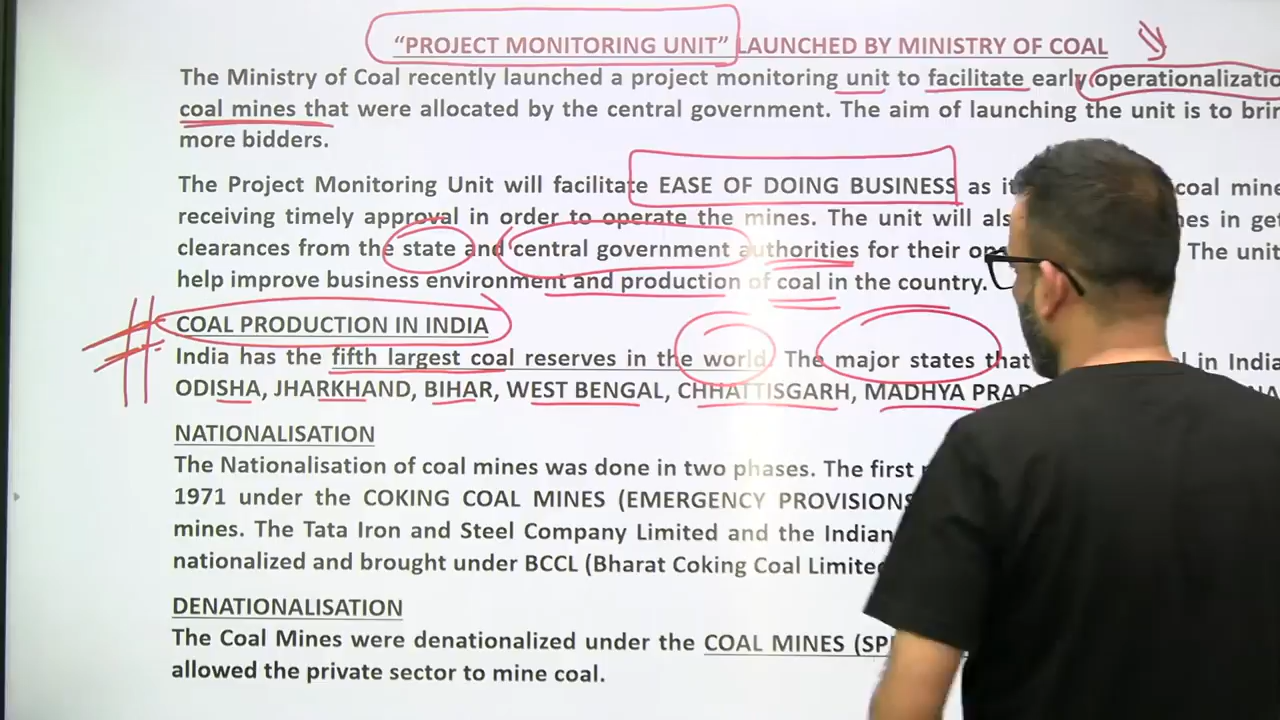 “PROJECT MONITORING UNIT” LAUNCHED BY MINISTRY OF COAL
The Ministry of Coal recently launched a project monitoring unit to facilitate early operationalizatio
coal mines that were allocated by the central government. The aim of launching the unit is to brin
more bidders.
The Project Monitoring Unit will facilitate EASE OF DOING BUSINESS as it coal mine
receiving timely approval in order to operate the mines. The unit will als nes in get
clearances from the state and central government authorities for their op The unit
help improve business environment and production of coal in the country.
COAL PRODUCTION IN INDIA
India has the fifth largest coal reserves in the world. The major states that l in India
ODISHA, JHARKHAND, BIHAR, WEST BENGAL, CHHATTISGARH, MADHYA PRAD
NATIONALISATION
The Nationalisation of coal mines was done in two phases. The first
1971 under the COKING COAL MINES (EMERGENCY PROVISIONS
mines. The Tata Iron and Steel Company Limited and the Indian
nationalized and brought under BCCL (Bharat Coking Coal Limited
DENATIONALISATION
The Coal Mines were denationalized under the COAL MINES (SPE
allowed the private sector to mine coal.